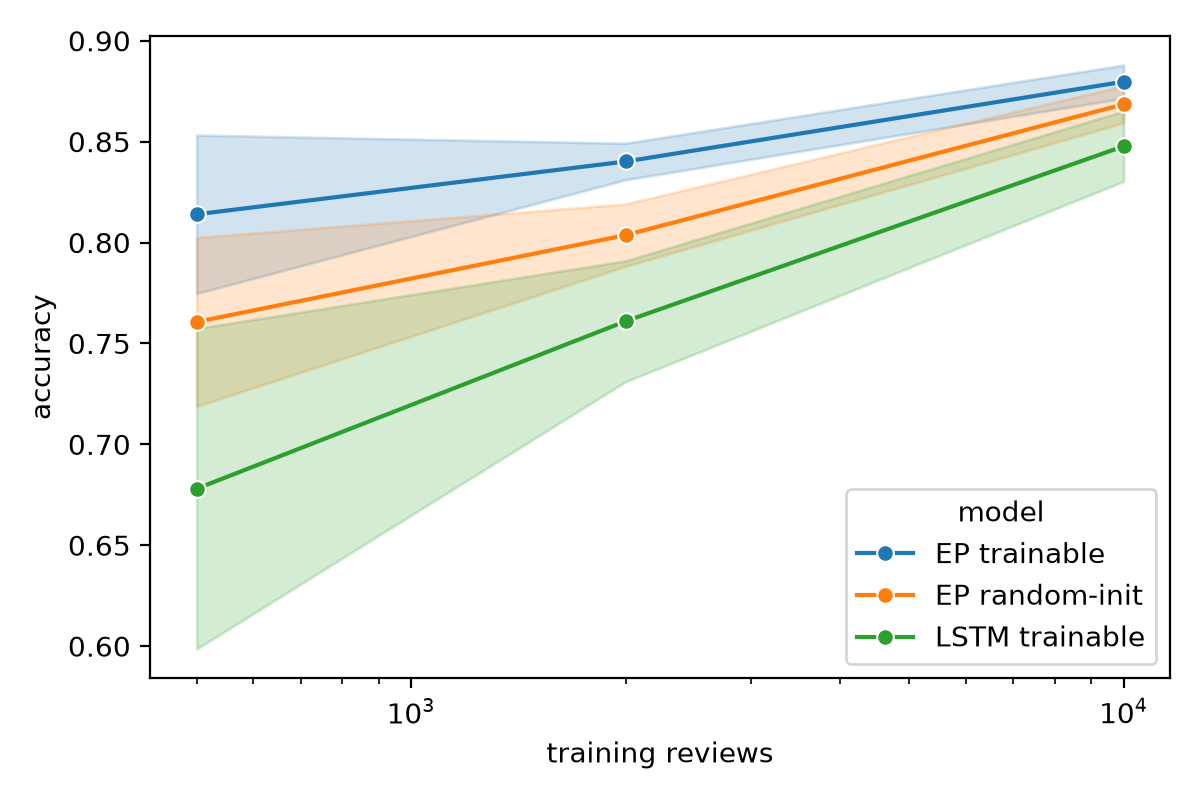 0.90
0.85
0.80
0.75
0.70
0.65
0.60
accuracy
10³
10⁴
training reviews
model
EP trainable
EP random-init
LSTM trainable